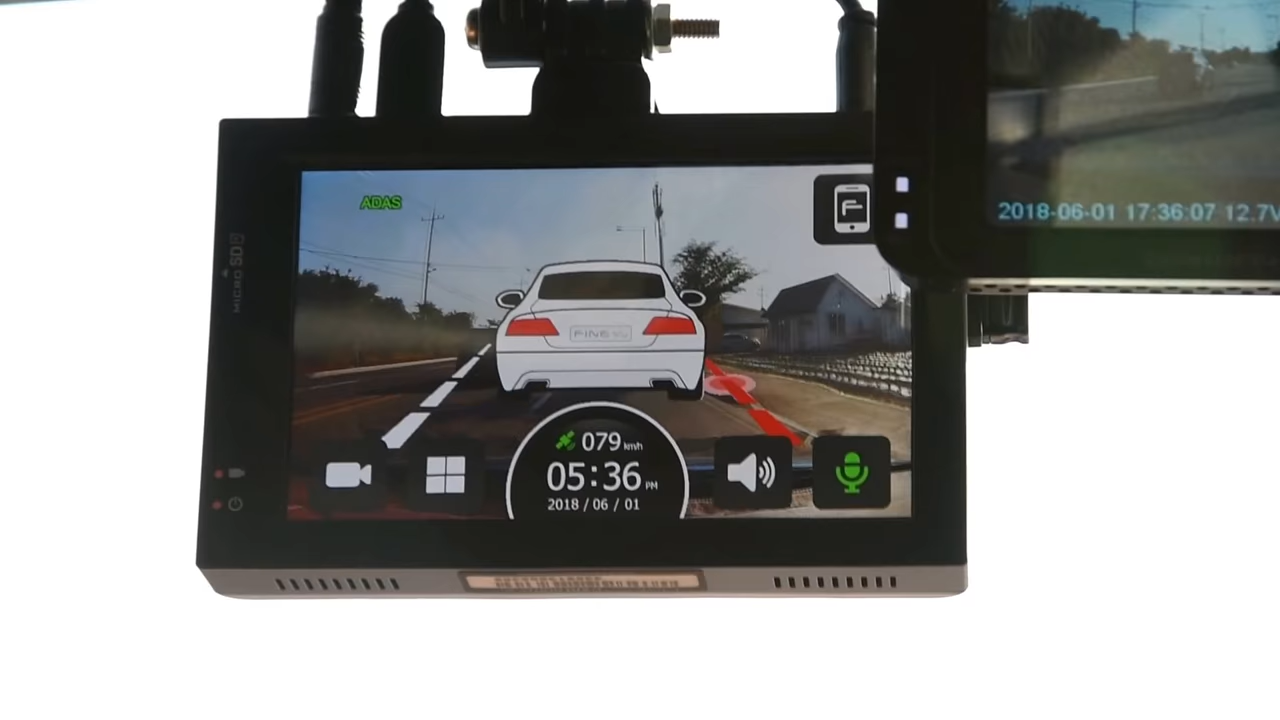 ADAS
MICRO SD
2018-06-01 17:36:07 12.7V
FINE Vu
079 km/h
05:36 PM
2018 / 06 / 01